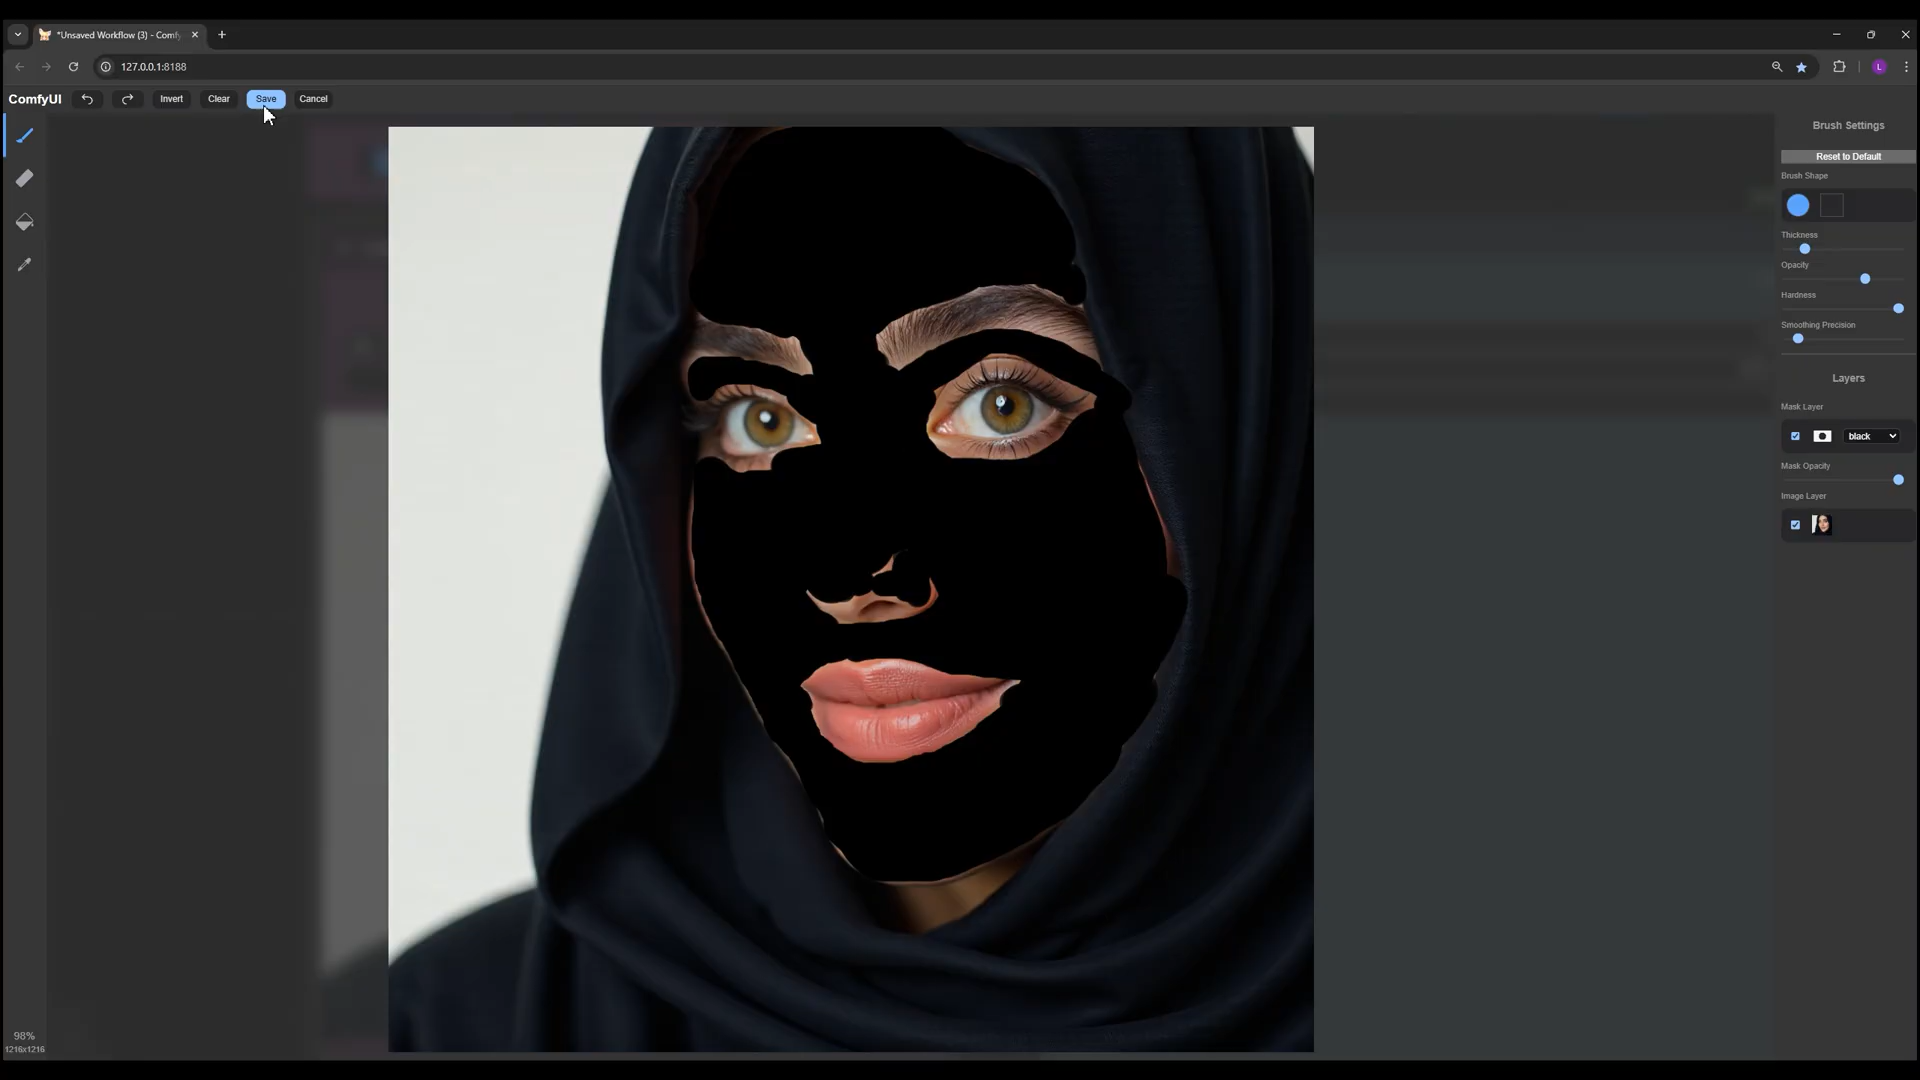 *Unsaved Workflow (3) - Comfy
127.0.0.1:8188
L
ComfyUI Invert Clear Save Cancel
Brush Settings
Reset to Default
Brush Shape
Thickness
Opacity
Hardness
Smoothing Precision
Layers
Mask Layer
black
Mask Opacity
Image Layer
98%
1216x1216